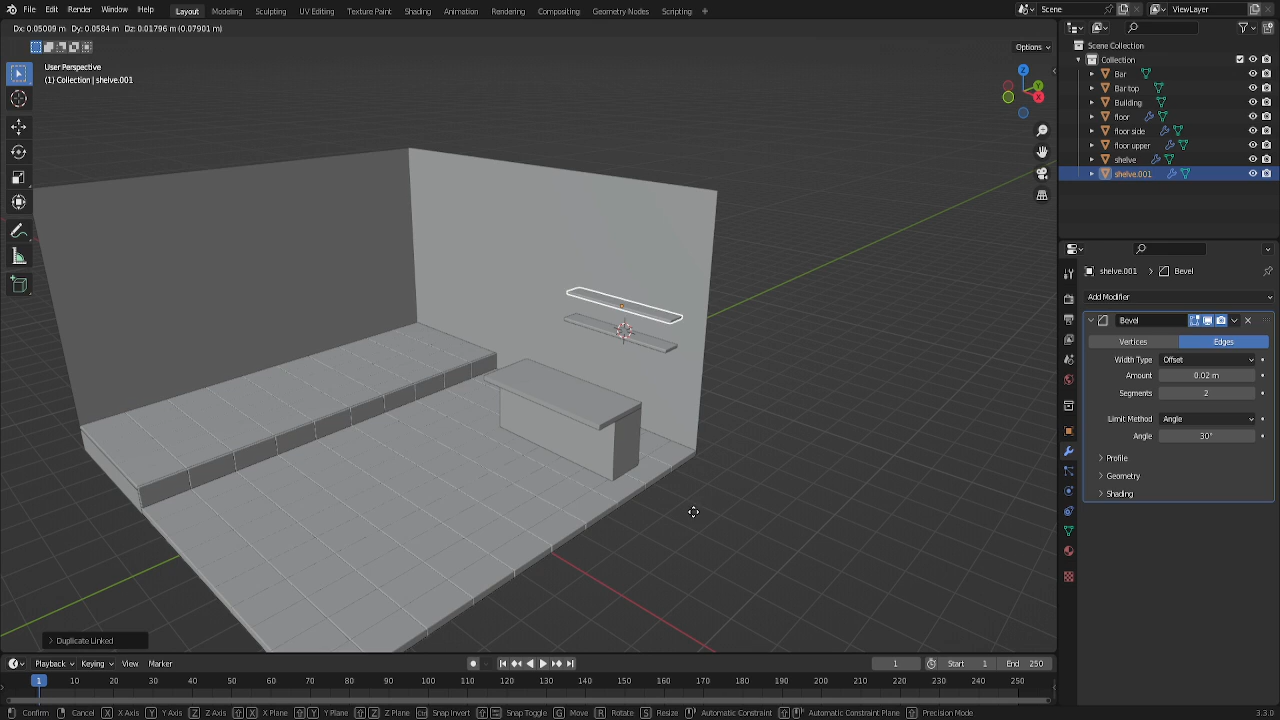 File Edit Render Window Help Layout Modeling Sculpting UV Editing Texture Paint Shading Animation Rendering Compositing Geometry Nodes Scripting + Scene ViewLayer
Dx: 0.05009 m Dy: 0.0584 m Dz: 0.01796 m (0.07901 m)
Options
User Perspective
(1) Collection | shelve.001
Z
Y
X
Scene Collection
Collection
Bar
Bar top
Building
floor
floor side
floor upper
shelve
shelve.001
shelve.001 > Bevel
Add Modifier
Bevel
Vertices Edges
Width Type Offset
Amount 0.02 m
Segments 2
Limit Method Angle
Angle 30°
> Profile
> Geometry
> Shading
> Duplicate Linked
Playback Keying View Marker 1 Start 1 End 250
1 10 20 30 40 50 60 70 80 90 100 110 120 130 140 150 160 170 180 190 200 210 220 230 240 250
Confirm Cancel X X Axis Y Y Axis Z Z Axis X X Plane Y Y Plane Z Z Plane Ctrl Snap Invert Snap Toggle G Move R Rotate S Resize Automatic Constraint Automatic Constraint Plane Precision Mode 3.3.0